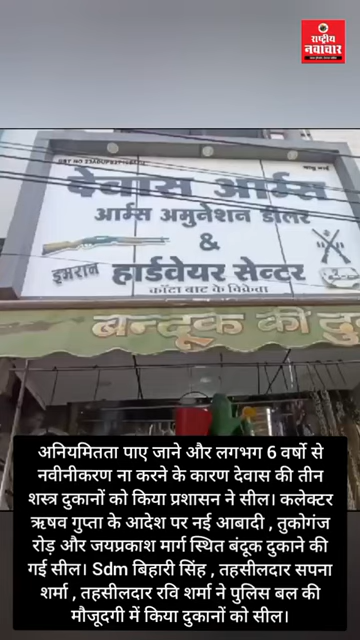 राष्ट्रीय
नवाचार
देवास आर्म्स
आर्म्स अमुनेशन डीलर
&
इमरान हार्डवेयर सेन्टर
काँटा बाट के विक्रेता
बन्दूक की दु
अनियमितता पाए जाने और लगभग 6 वर्षो से
नवीनीकरण ना करने के कारण देवास की तीन
शस्त्र दुकानों को किया प्रशासन ने सील। कलेक्टर
ऋषव गुप्ता के आदेश पर नई आबादी , तुकोगंज
रोड़ और जयप्रकाश मार्ग स्थित बंदूक दुकाने की
गई सील। Sdm बिहारी सिंह , तहसीलदार सपना
शर्मा , तहसीलदार रवि शर्मा ने पुलिस बल की
मौजूदगी में किया दुकानों को सील।